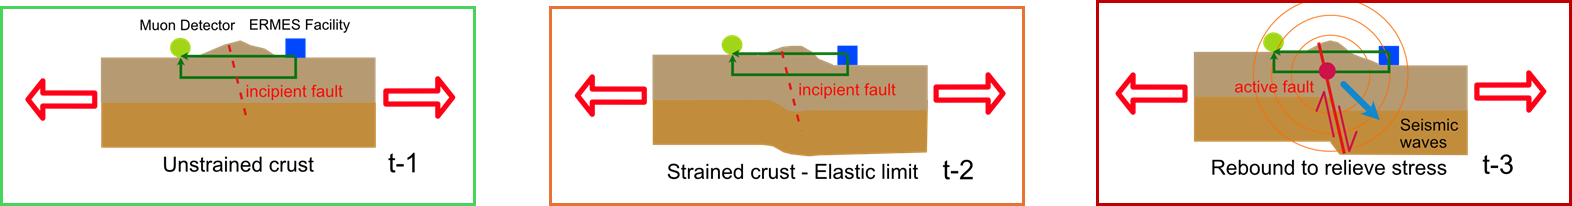 Muon Detector ERMES Facility
incipient fault
Unstrained crust t-1
incipient fault
Strained crust - Elastic limit t-2
active fault
Seismic
waves
Rebound to relieve stress t-3